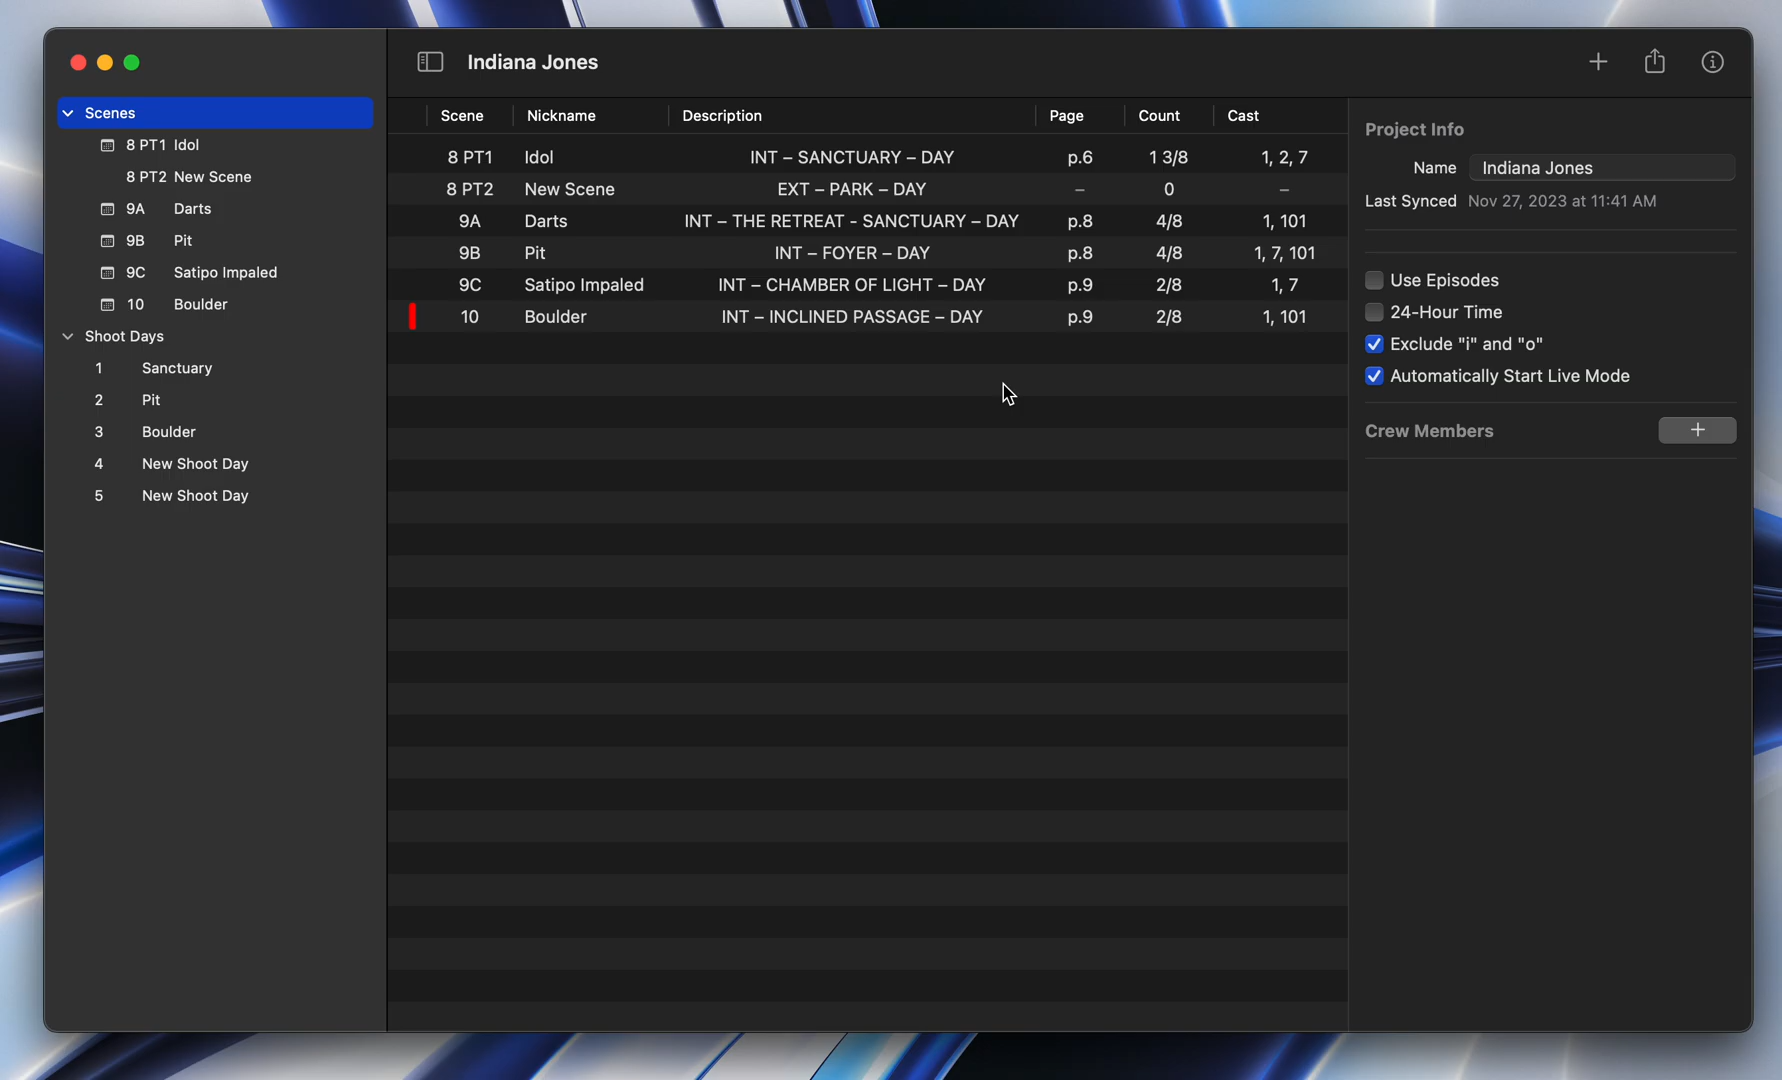 Indiana Jones
Scenes
8 PT1 Idol
8 PT2 New Scene
9A Darts
9B Pit
9C Satipo Impaled
10 Boulder
Shoot Days
1 Sanctuary
2 Pit
3 Boulder
4 New Shoot Day
5 New Shoot Day
Scene Nickname Description Page Count Cast
8 PT1 Idol INT – SANCTUARY – DAY p.6 1 3/8 1, 2, 7
8 PT2 New Scene EXT – PARK – DAY – 0 –
9A Darts INT – THE RETREAT - SANCTUARY – DAY p.8 4/8 1, 101
9B Pit INT – FOYER – DAY p.8 4/8 1, 7, 101
9C Satipo Impaled INT – CHAMBER OF LIGHT – DAY p.9 2/8 1, 7
10 Boulder INT – INCLINED PASSAGE – DAY p.9 2/8 1, 101
Project Info
Name Indiana Jones
Last Synced Nov 27, 2023 at 11:41 AM
Use Episodes
24-Hour Time
Exclude "i" and "o"
Automatically Start Live Mode
Crew Members